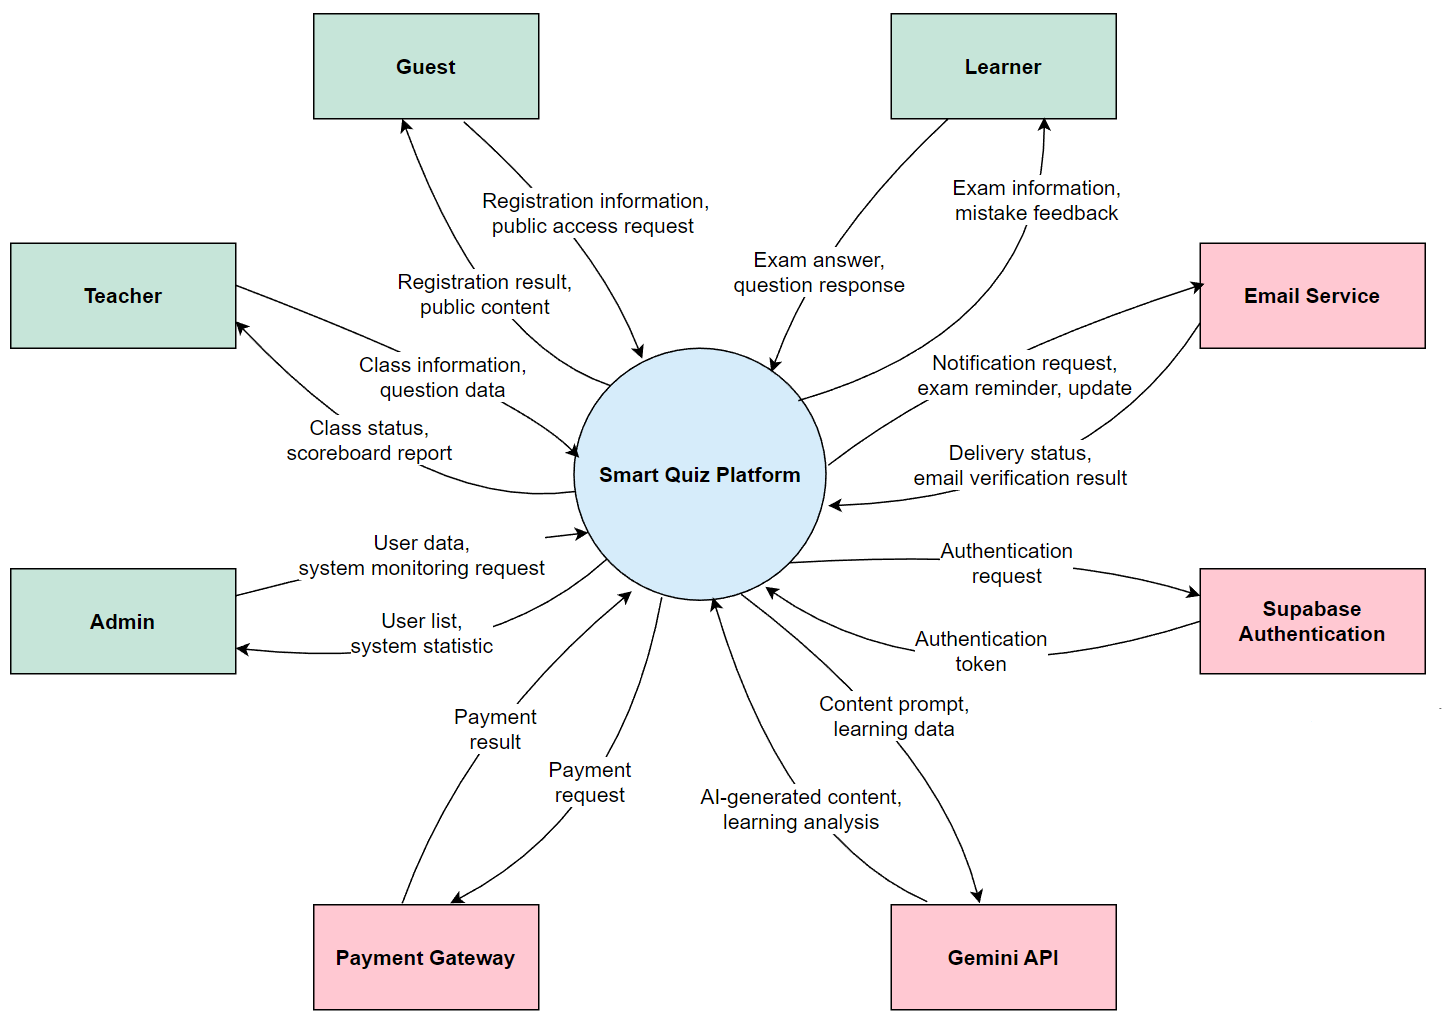 Guest
Learner
Registration information,
public access request
Exam information,
mistake feedback
Registration result,
public content
Exam answer,
question response
Teacher
Email Service
Class information,
question data
Notification request,
exam reminder, update
Class status,
scoreboard report
Delivery status,
email verification result
Smart Quiz Platform
User data,
system monitoring request
Authentication
request
Admin
User list,
system statistic
Supabase
Authentication
Authentication
token
Payment
result
Content prompt,
learning data
Payment
request
AI-generated content,
learning analysis
Payment Gateway
Gemini API